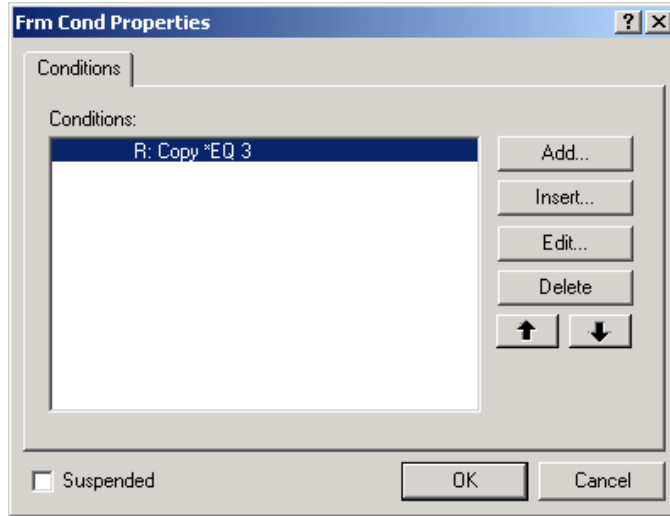 Frm Cond Properties
Conditions
Conditions:
R: Copy *EQ 3
Add...
Insert...
Edit...
Delete
Suspended
OK
Cancel